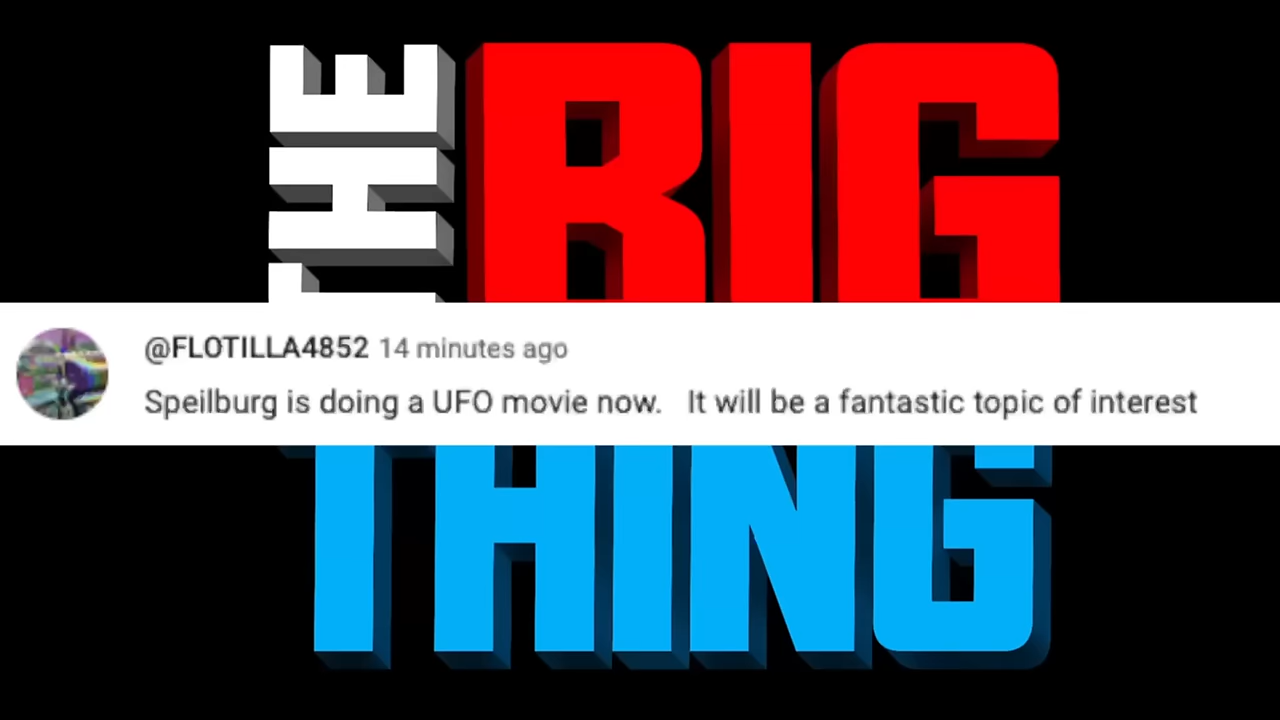 THE BIG
@FLOTILLA4852 14 minutes ago
Speilburg is doing a UFO movie now. It will be a fantastic topic of interest
THING